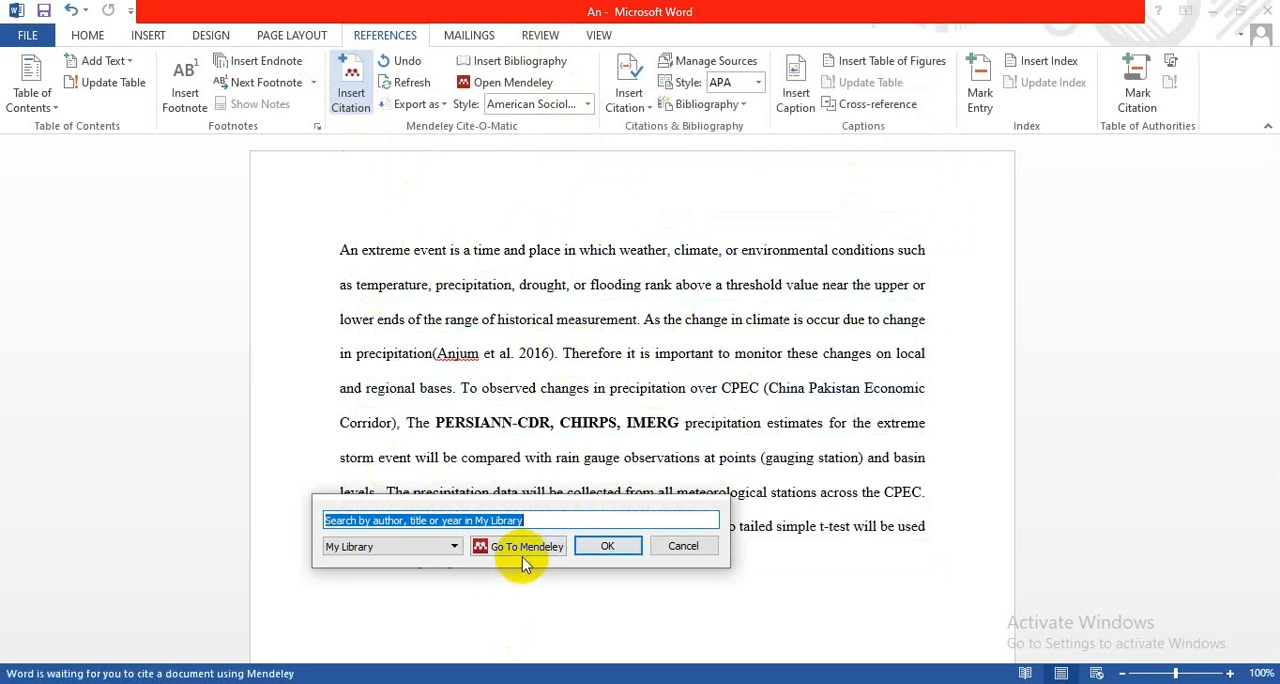 An - Microsoft Word
FILE HOME INSERT DESIGN PAGE LAYOUT REFERENCES MAILINGS REVIEW VIEW
Table of Contents
Add Text
Update Table
Table of Contents
AB1 Insert Footnote
Insert Endnote
AB1 Next Footnote
Show Notes
Footnotes
Insert Citation
Undo
Refresh
Export as
Insert Bibliography
Open Mendeley
Style: American Sociol...
Mendeley Cite-O-Matic
Insert Citation
Manage Sources
Style: APA
Bibliography
Citations & Bibliography
Insert Caption
Insert Table of Figures
Update Table
Cross-reference
Captions
Mark Entry
Insert Index
Update Index
Index
Mark Citation
Table of Authorities
An extreme event is a time and place in which weather, climate, or environmental conditions such
as temperature, precipitation, drought, or flooding rank above a threshold value near the upper or
lower ends of the range of historical measurement. As the change in climate is occur due to change
in precipitation(Anjum et al. 2016). Therefore it is important to monitor these changes on local
and regional bases. To observed changes in precipitation over CPEC (China Pakistan Economic
Corridor), The PERSIANN-CDR, CHIRPS, IMERG precipitation estimates for the extreme
storm event will be compared with rain gauge observations at points (gauging station) and basin
levels. The precipitation data will be collected from all meteorological stations across the CPEC.
tailed simple t-test will be used
Search by author, title or year in My Library
My Library Go To Mendeley OK Cancel
Activate Windows
Go to Settings to activate Windows.
Word is waiting for you to cite a document using Mendeley
100%